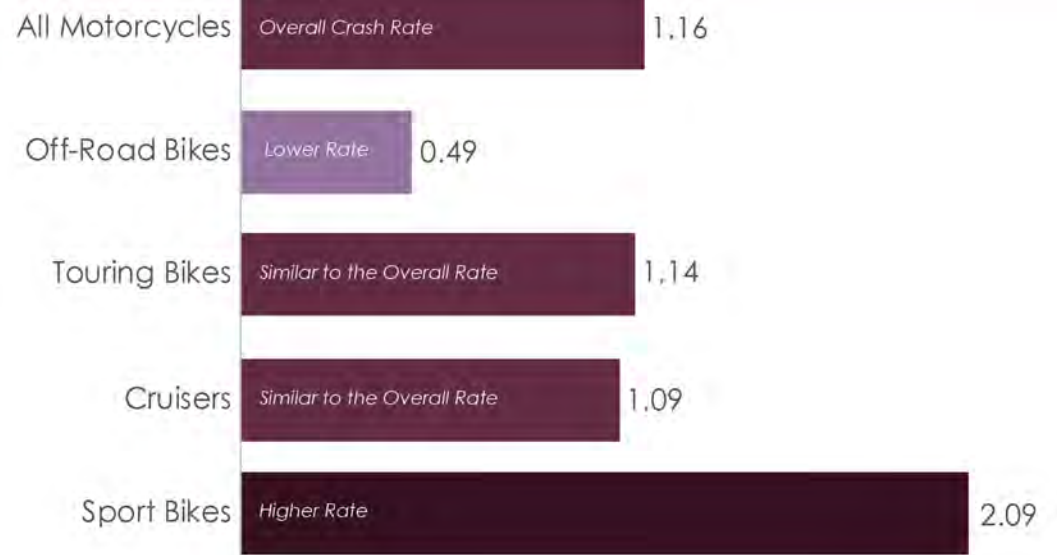 All Motorcycles Overall Crash Rate 1.16
Off-Road Bikes Lower Rate 0.49
Touring Bikes Similar to the Overall Rate 1.14
Cruisers Similar to the Overall Rate 1.09
Sport Bikes Higher Rate 2.09